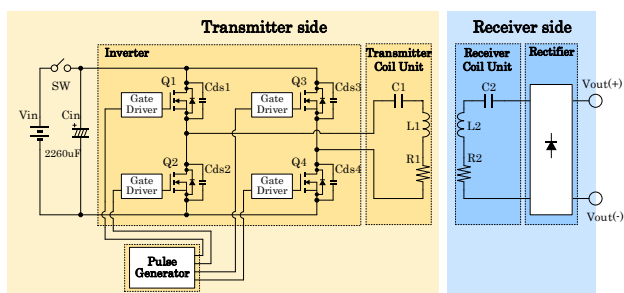 Transmitter side
Receiver side
Inverter
Transmitter
Coil Unit
Receiver
Coil Unit
Rectifier
SW
Q1
Cds1
Q3
Cds3
C1
C2
Vout(+)
Gate
Driver
Gate
Driver
Vin
Cin
+
2260uF
L1
L2
Q2
Cds2
Q4
Cds4
R1
R2
Gate
Driver
Gate
Driver
Vout(-)
Pulse
Generator